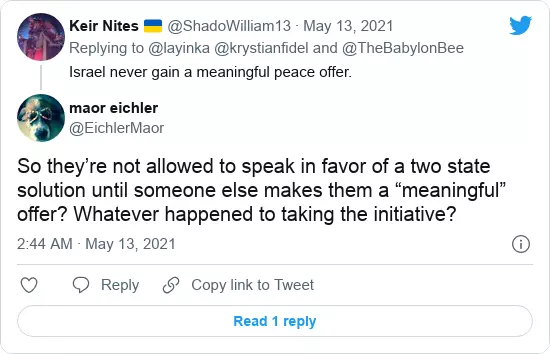 Keir Nites 🇺🇦 @ShadoWilliam13 · May 13, 2021
Replying to @layinka @krystianfidel and @TheBabylonBee
Israel never gain a meaningful peace offer.
maor eichler
@EichlerMaor
So they’re not allowed to speak in favor of a two state
solution until someone else makes them a “meaningful”
offer? Whatever happened to taking the initiative?
2:44 AM · May 13, 2021
Reply
Copy link to Tweet
Read 1 reply